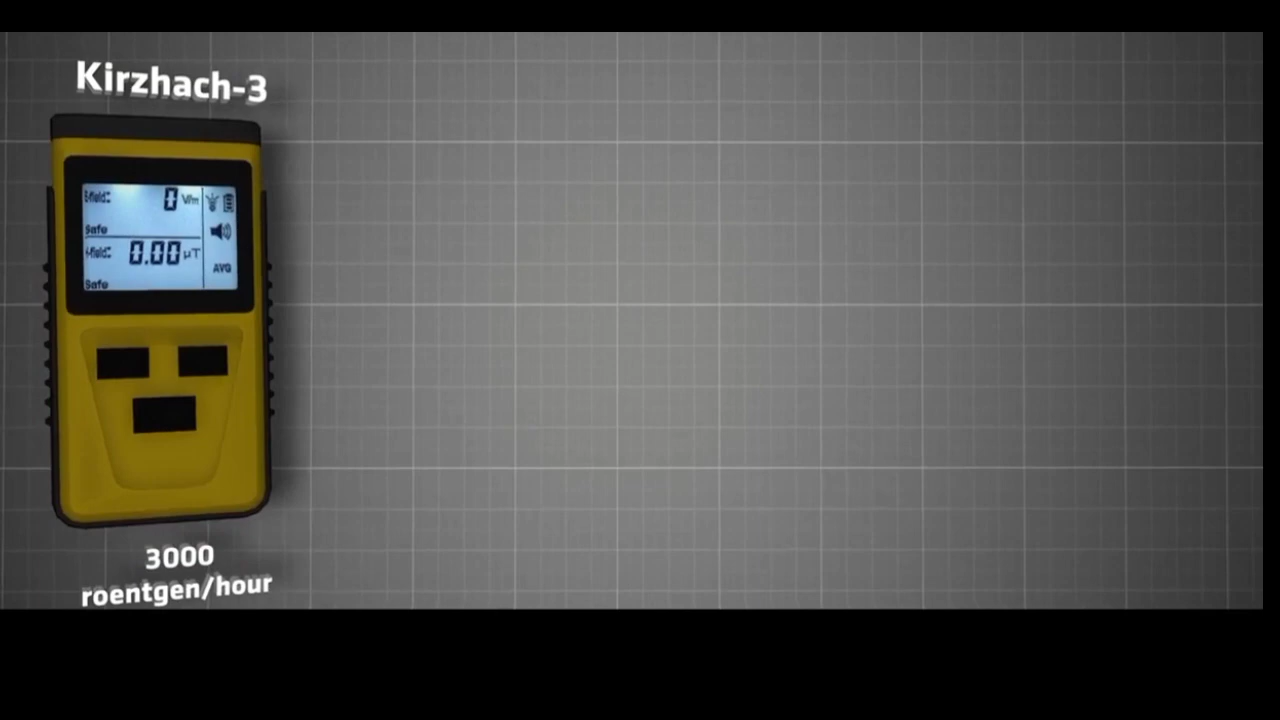 Kirzhach-3
0 V/m
Safe
0.00 µT
AVG
Safe
3000
roentgen/hour